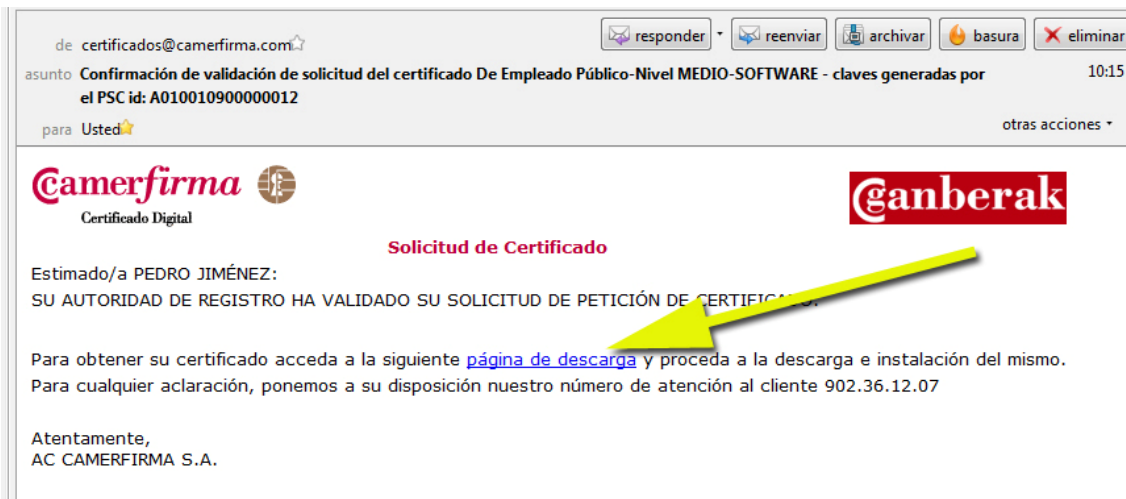 de certificados@camerfirma.com
responder reenviar archivar basura eliminar
asunto Confirmación de validación de solicitud del certificado De Empleado Público-Nivel MEDIO-SOFTWARE - claves generadas por
el PSC id: A010010900000012
10:15
para Usted
otras acciones
Camerfirma
Certificado Digital
ganberak
Solicitud de Certificado
Estimado/a PEDRO JIMÉNEZ:
SU AUTORIDAD DE REGISTRO HA VALIDADO SU SOLICITUD DE PETICIÓN DE CERTIFICADO.
Para obtener su certificado acceda a la siguiente página de descarga y proceda a la descarga e instalación del mismo.
Para cualquier aclaración, ponemos a su disposición nuestro número de atención al cliente 902.36.12.07
Atentamente,
AC CAMERFIRMA S.A.